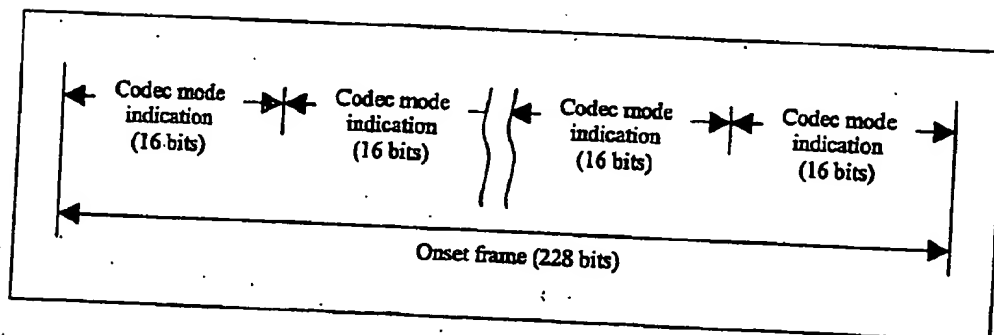 Codec mode
indication
(16 bits)
Codec mode
indication
(16 bits)
Codec mode
indication
(16 bits)
Codec mode
indication
(16 bits)
Onset frame (228 bits)